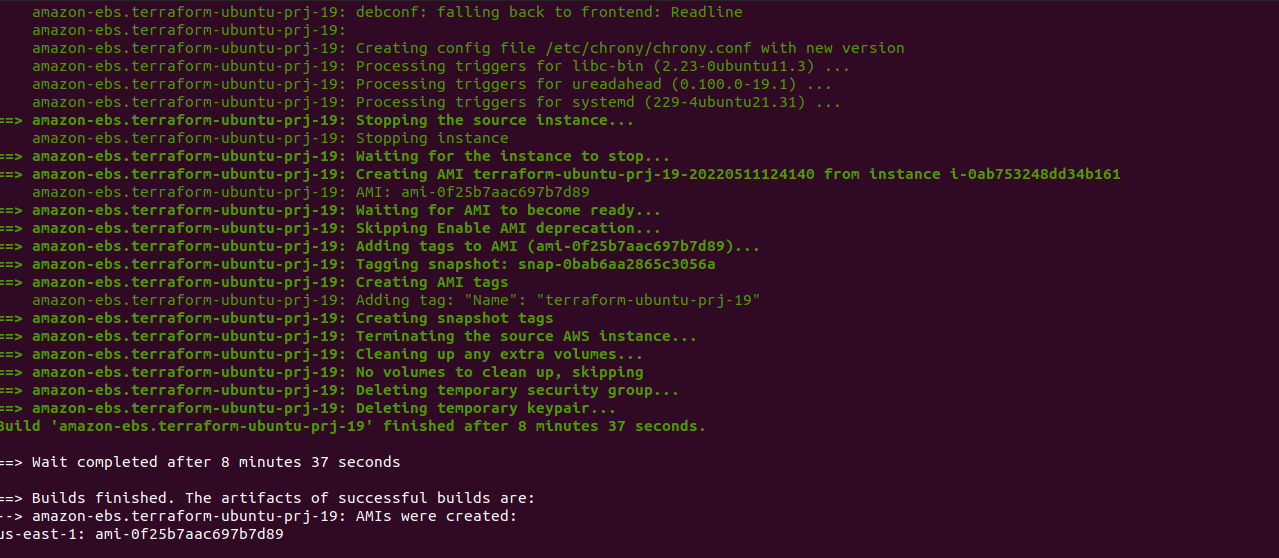 amazon-ebs.terraform-ubuntu-prj-19: debconf: falling back to frontend: Readline
amazon-ebs.terraform-ubuntu-prj-19:
amazon-ebs.terraform-ubuntu-prj-19: Creating config file /etc/chrony/chrony.conf with new version
amazon-ebs.terraform-ubuntu-prj-19: Processing triggers for libc-bin (2.23-0ubuntu11.3) ...
amazon-ebs.terraform-ubuntu-prj-19: Processing triggers for ureadahead (0.100.0-19.1) ...
amazon-ebs.terraform-ubuntu-prj-19: Processing triggers for systemd (229-4ubuntu21.31) ...
==> amazon-ebs.terraform-ubuntu-prj-19: Stopping the source instance...
amazon-ebs.terraform-ubuntu-prj-19: Stopping instance
==> amazon-ebs.terraform-ubuntu-prj-19: Waiting for the instance to stop...
==> amazon-ebs.terraform-ubuntu-prj-19: Creating AMI terraform-ubuntu-prj-19-20220511124140 from instance i-0ab753248dd34b161
amazon-ebs.terraform-ubuntu-prj-19: AMI: ami-0f25b7aac697b7d89
==> amazon-ebs.terraform-ubuntu-prj-19: Waiting for AMI to become ready...
==> amazon-ebs.terraform-ubuntu-prj-19: Skipping Enable AMI deprecation...
==> amazon-ebs.terraform-ubuntu-prj-19: Adding tags to AMI (ami-0f25b7aac697b7d89)...
==> amazon-ebs.terraform-ubuntu-prj-19: Tagging snapshot: snap-0bab6aa2865c3056a
==> amazon-ebs.terraform-ubuntu-prj-19: Creating AMI tags
amazon-ebs.terraform-ubuntu-prj-19: Adding tag: "Name": "terraform-ubuntu-prj-19"
==> amazon-ebs.terraform-ubuntu-prj-19: Creating snapshot tags
==> amazon-ebs.terraform-ubuntu-prj-19: Terminating the source AWS instance...
==> amazon-ebs.terraform-ubuntu-prj-19: Cleaning up any extra volumes...
==> amazon-ebs.terraform-ubuntu-prj-19: No volumes to clean up, skipping
==> amazon-ebs.terraform-ubuntu-prj-19: Deleting temporary security group...
==> amazon-ebs.terraform-ubuntu-prj-19: Deleting temporary keypair...
Build 'amazon-ebs.terraform-ubuntu-prj-19' finished after 8 minutes 37 seconds.
==> Wait completed after 8 minutes 37 seconds
==> Builds finished. The artifacts of successful builds are:
--> amazon-ebs.terraform-ubuntu-prj-19: AMIs were created:
us-east-1: ami-0f25b7aac697b7d89